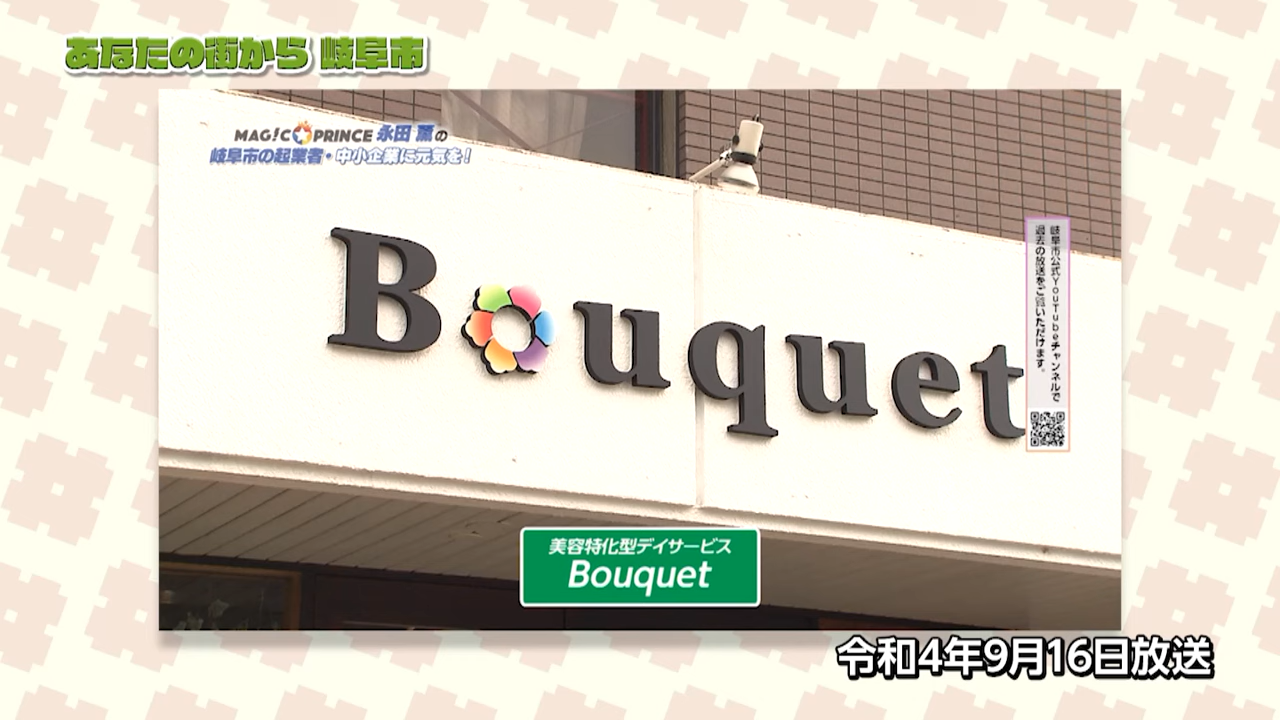 あなたの街から 岐阜市
MAG!C PRINCE 永田 薫の
岐阜市の起業者・中小企業に元気を!
Bouquet
岐阜市公式YouTubeチャンネルで
過去の放送をご覧いただけます。
美容特化型デイサービス
Bouquet
令和4年9月16日放送